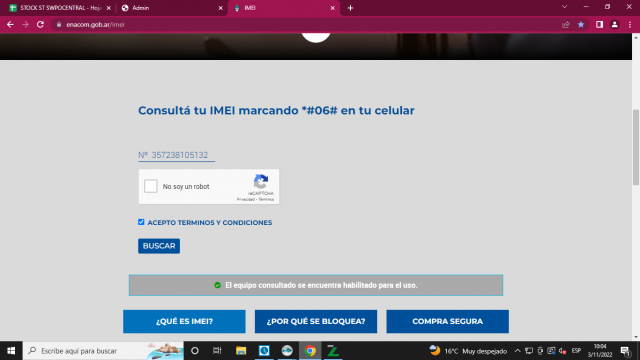 STOCK ST SWPOCENTRAL - Hoja
Admin
IMEI
enacom.gob.ar/imei
Consultá tu IMEI marcando *#06# en tu celular
Nº 357238105132
No soy un robot
reCAPTCHA
Privacidad - Términos
ACEPTO TERMINOS Y CONDICIONES
BUSCAR
El equipo consultado se encuentra habilitado para el uso.
¿QUÉ ES IMEI?
¿POR QUÉ SE BLOQUEA?
COMPRA SEGURA
Escribe aquí para buscar
16°C Muy despejado
ESP
10:04
3/11/2022